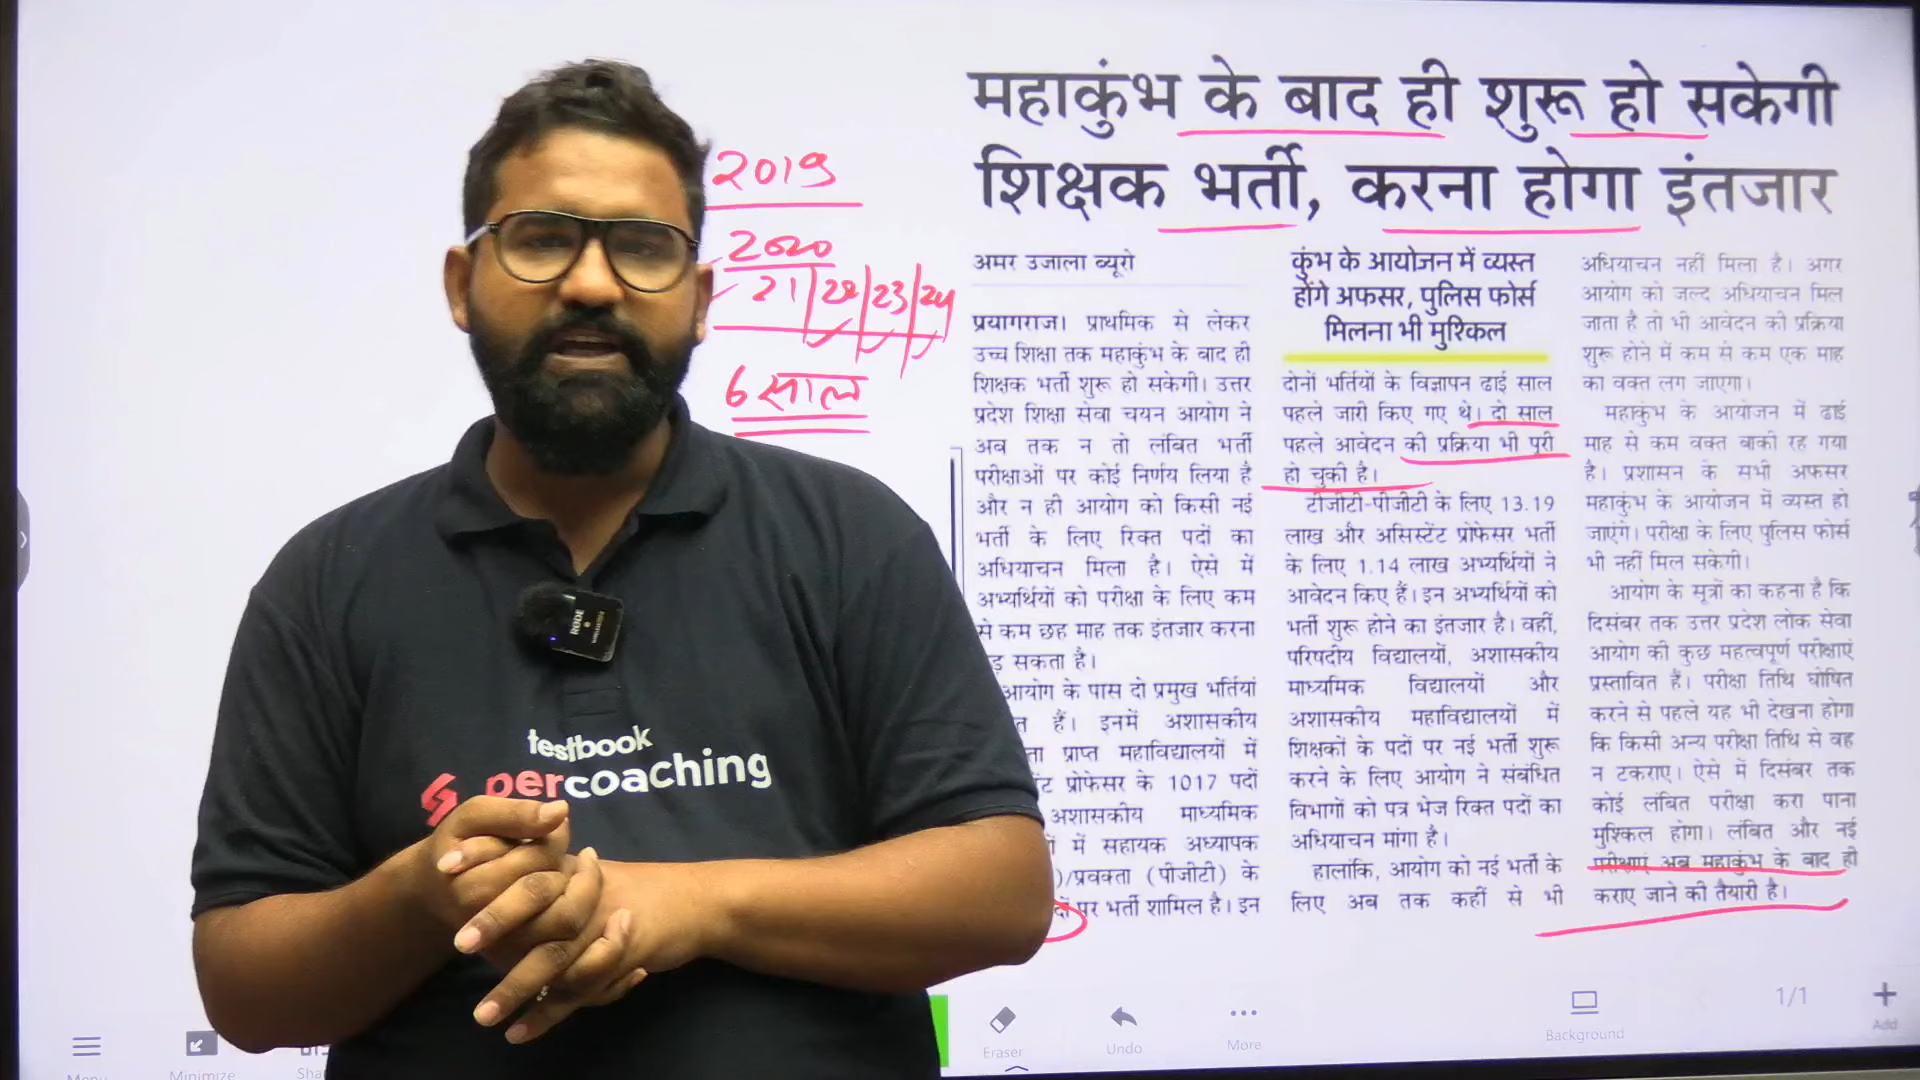 महाकुंभ के बाद ही शुरू हो सकेगी
शिक्षक भर्ती, करना होगा इंतजार
2019
2020
21 22 23 24
6 साल
अमर उजाला ब्यूरो
प्रयागराज। प्राथमिक से लेकर
उच्च शिक्षा तक महाकुंभ के बाद ही
शिक्षक भर्ती शुरू हो सकेगी। उत्तर
प्रदेश शिक्षा सेवा चयन आयोग ने
अब तक न तो लंबित भर्ती
परीक्षाओं पर कोई निर्णय लिया है
और न ही आयोग को किसी नई
भर्ती के लिए रिक्त पदों का
अधियाचन मिला है। ऐसे में
अभ्यर्थियों को परीक्षा के लिए कम
से कम छह माह तक इंतजार करना
सकता है।
आयोग के पास दो प्रमुख भर्तियां
हैं। इनमें अशासकीय
प्राप्त महाविद्यालयों में
प्रोफेसर के 1017 पदों
अशासकीय माध्यमिक
में सहायक अध्यापक
)/प्रवक्ता (पीजीटी) के
पर भर्ती शामिल है। इन
कुंभ के आयोजन में व्यस्त
होंगे अफसर, पुलिस फोर्स
मिलना भी मुश्किल
दोनों भर्तियों के विज्ञापन ढाई साल
पहले जारी किए गए थे। दो साल
पहले आवेदन की प्रक्रिया भी पूरी
हो चुकी है।
टीजीटी-पीजीटी के लिए 13.19
लाख और असिस्टेंट प्रोफेसर भर्ती
के लिए 1.14 लाख अभ्यर्थियों ने
आवेदन किए हैं। इन अभ्यर्थियों को
भर्ती शुरू होने का इंतजार है। वहीं,
परिषदीय विद्यालयों, अशासकीय
माध्यमिक विद्यालयों और
अशासकीय महाविद्यालयों में
शिक्षकों के पदों पर नई भर्ती शुरू
करने के लिए आयोग ने संबंधित
विभागों को पत्र भेज रिक्त पदों का
अधियाचन मांगा है।
हालांकि, आयोग को नई भर्ती के
लिए अब तक कहीं से भी
अधियाचन नहीं मिला है। अगर
आयोग को जल्द अधियाचन मिल
जाता है तो भी आवेदन की प्रक्रिया
शुरू होने में कम से कम एक माह
का वक्त लग जाएगा।
महाकुंभ के आयोजन में ढाई
माह से कम वक्त बाकी रह गया
है। प्रशासन के सभी अफसर
महाकुंभ के आयोजन में व्यस्त हो
जाएंगे। परीक्षा के लिए पुलिस फोर्स
भी नहीं मिल सकेगी।
आयोग के सूत्रों का कहना है कि
दिसंबर तक उत्तर प्रदेश लोक सेवा
आयोग की कुछ महत्वपूर्ण परीक्षाएं
प्रस्तावित हैं। परीक्षा तिथि घोषित
करने से पहले यह भी देखना होगा
कि किसी अन्य परीक्षा तिथि से वह
न टकराए। ऐसे में दिसंबर तक
कोई लंबित परीक्षा करा पाना
मुश्किल होगा। लंबित और नई
परीक्षाएं अब महाकुंभ के बाद ही
कराए जाने की तैयारी है।
RODE
testbook
percoaching
Menu
Minimize
Eraser
Undo
More
Background
1/1
Add